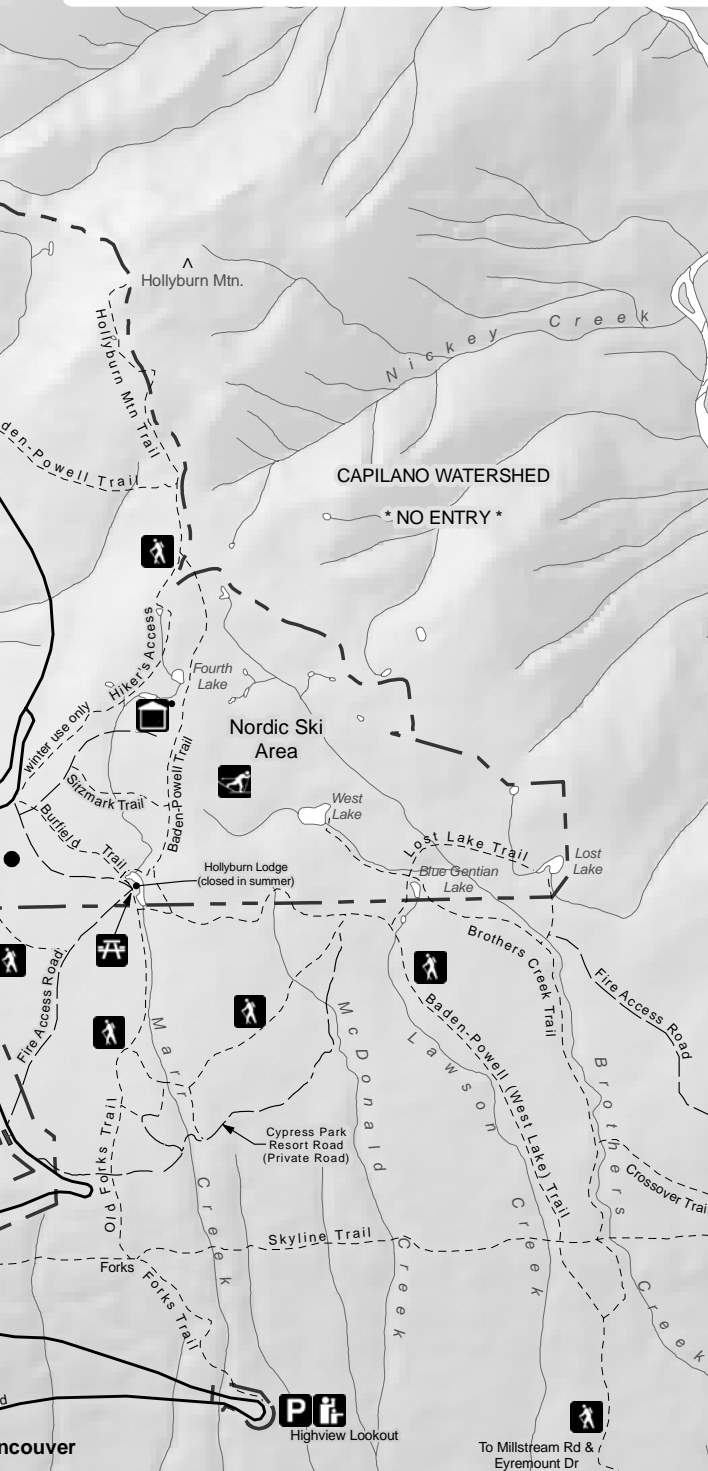 ^
Hollyburn Mtn.
Nickey Creek
Hollyburn Mtn Trail
den-Powell Trail
CAPILANO WATERSHED
* NO ENTRY *
Hiker's Access
Fourth
Lake
winter use only
Nordic Ski
Area
Baden-Powell Trail
Sitzmark Trail
West
Lake
Burfield
Trail
Lost Lake Trail
Lost
Lake
Hollyburn Lodge
(closed in summer)
Blue Gentian
Lake
Brothers Creek Trail
Fire Access Road
Fire Access Road
Baden-Powell (West Lake) Trail
Marr
Creek
McDonald
Creek
Lawson
Creek
Brothers
Creek
Cypress Park
Resort Road
(Private Road)
Old Forks Trail
Crossover Trai
Skyline Trail
Forks
Forks Trail
d
P
Highview Lookout
ncouver
To Millstream Rd &
Eyremount Dr